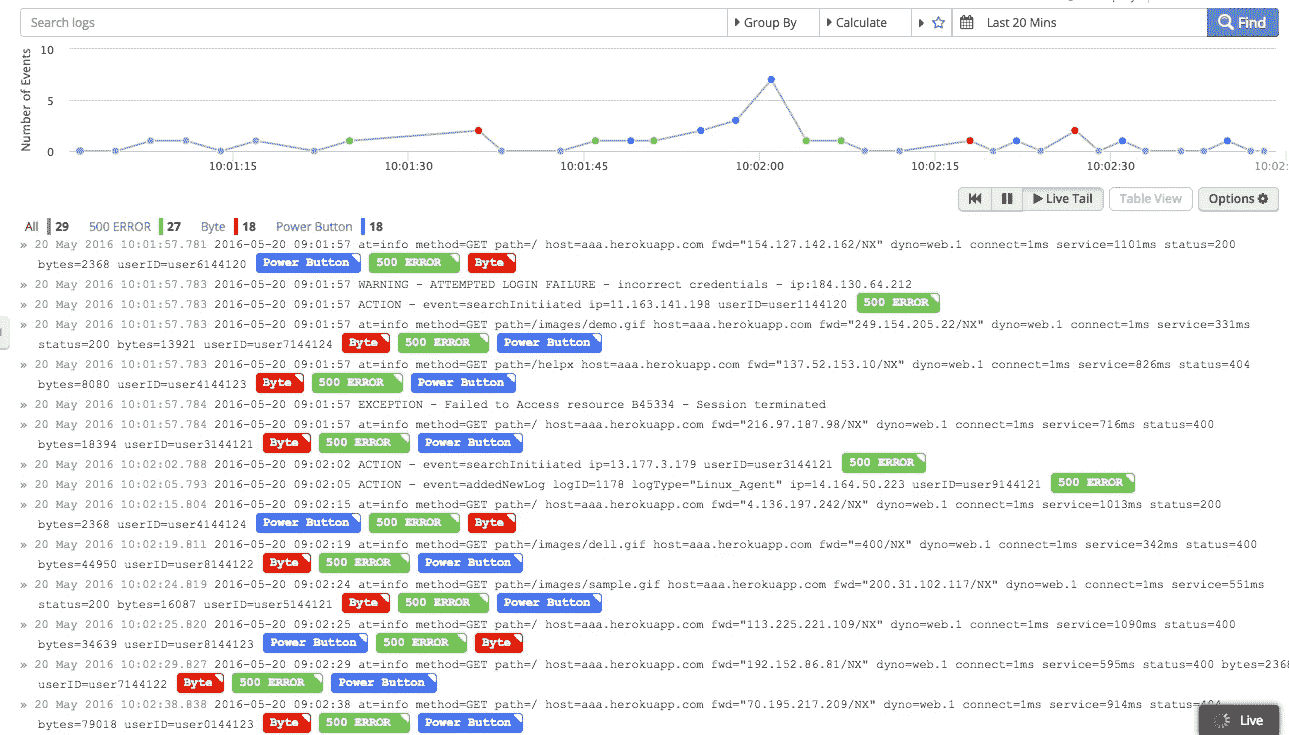 Search logs
Group By
Calculate
Last 20 Mins
Find
Number of Events
10
5
0
10:01:15
10:01:30
10:01:45
10:02:00
10:02:15
10:02:30
10:02:
Live Tail
Table View
Options
All 29 500 ERROR 27 Byte 18 Power Button 18
» 20 May 2016 10:01:57.781 2016-05-20 09:01:57 at=info method=GET path=/ host=aaa.herokuapp.com fwd="154.127.142.162/NX" dyno=web.1 connect=1ms service=1101ms status=200
bytes=2368 userID=user6144120 Power Button 500 ERROR Byte
» 20 May 2016 10:01:57.783 2016-05-20 09:01:57 WARNING - ATTEMPTED LOGIN FAILURE - incorrect credentials - ip:184.130.64.212
» 20 May 2016 10:01:57.783 2016-05-20 09:01:57 ACTION - event=searchInitiiated ip=11.163.141.198 userID=user1144120 500 ERROR
» 20 May 2016 10:01:57.783 2016-05-20 09:01:57 at=info method=GET path=/images/demo.gif host=aaa.herokuapp.com fwd="249.154.205.22/NX" dyno=web.1 connect=1ms service=331ms
status=200 bytes=13921 userID=user7144124 Byte 500 ERROR Power Button
» 20 May 2016 10:01:57.783 2016-05-20 09:01:57 at=info method=GET path=/helpx host=aaa.herokuapp.com fwd="137.52.153.10/NX" dyno=web.1 connect=1ms service=826ms status=404
bytes=8080 userID=user4144123 Byte 500 ERROR Power Button
» 20 May 2016 10:01:57.784 2016-05-20 09:01:57 EXCEPTION - Failed to Access resource B45334 - Session terminated
» 20 May 2016 10:01:57.784 2016-05-20 09:01:57 at=info method=GET path=/ host=aaa.herokuapp.com fwd="216.97.187.98/NX" dyno=web.1 connect=1ms service=716ms status=400
bytes=18394 userID=user3144121 Byte 500 ERROR Power Button
» 20 May 2016 10:02:02.788 2016-05-20 09:02:02 ACTION - event=searchInitiiated ip=13.177.3.179 userID=user3144121 500 ERROR
» 20 May 2016 10:02:05.793 2016-05-20 09:02:05 ACTION - event=addedNewLog logID=1178 logType="Linux_Agent" ip=14.164.50.223 userID=user9144121 500 ERROR
» 20 May 2016 10:02:15.804 2016-05-20 09:02:15 at=info method=GET path=/ host=aaa.herokuapp.com fwd="4.136.197.242/NX" dyno=web.1 connect=1ms service=1013ms status=200
bytes=2368 userID=user4144124 Power Button 500 ERROR Byte
» 20 May 2016 10:02:19.811 2016-05-20 09:02:19 at=info method=GET path=/images/dell.gif host=aaa.herokuapp.com fwd="=400/NX" dyno=web.1 connect=1ms service=342ms status=400
bytes=44950 userID=user8144122 Byte 500 ERROR Power Button
» 20 May 2016 10:02:24.819 2016-05-20 09:02:24 at=info method=GET path=/images/sample.gif host=aaa.herokuapp.com fwd="200.31.102.117/NX" dyno=web.1 connect=1ms service=551ms
status=200 bytes=16087 userID=user5144121 Byte 500 ERROR Power Button
» 20 May 2016 10:02:25.820 2016-05-20 09:02:25 at=info method=GET path=/ host=aaa.herokuapp.com fwd="113.225.221.109/NX" dyno=web.1 connect=1ms service=1090ms status=400
bytes=34639 userID=user8144123 Power Button 500 ERROR Byte
» 20 May 2016 10:02:29.827 2016-05-20 09:02:29 at=info method=GET path=/ host=aaa.herokuapp.com fwd="192.152.86.81/NX" dyno=web.1 connect=1ms service=595ms status=400 bytes=236
userID=user7144122 Byte 500 ERROR Power Button
» 20 May 2016 10:02:38.838 2016-05-20 09:02:38 at=info method=GET path=/ host=aaa.herokuapp.com fwd="70.195.217.209/NX" dyno=web.1 connect=1ms service=914ms status=404
bytes=79018 userID=user0144123 Byte 500 ERROR Power Button
Live